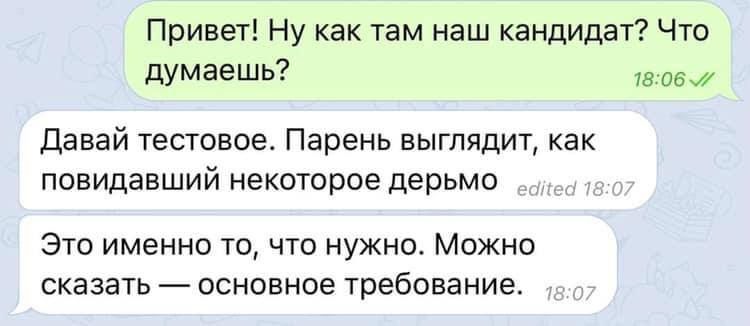 Привет! Ну как там наш кандидат? Что
думаешь?
18:06
Давай тестовое. Парень выглядит, как
повидавший некоторое дерьмо
edited 18:07
Это именно то, что нужно. Можно
сказать — основное требование.
18:07